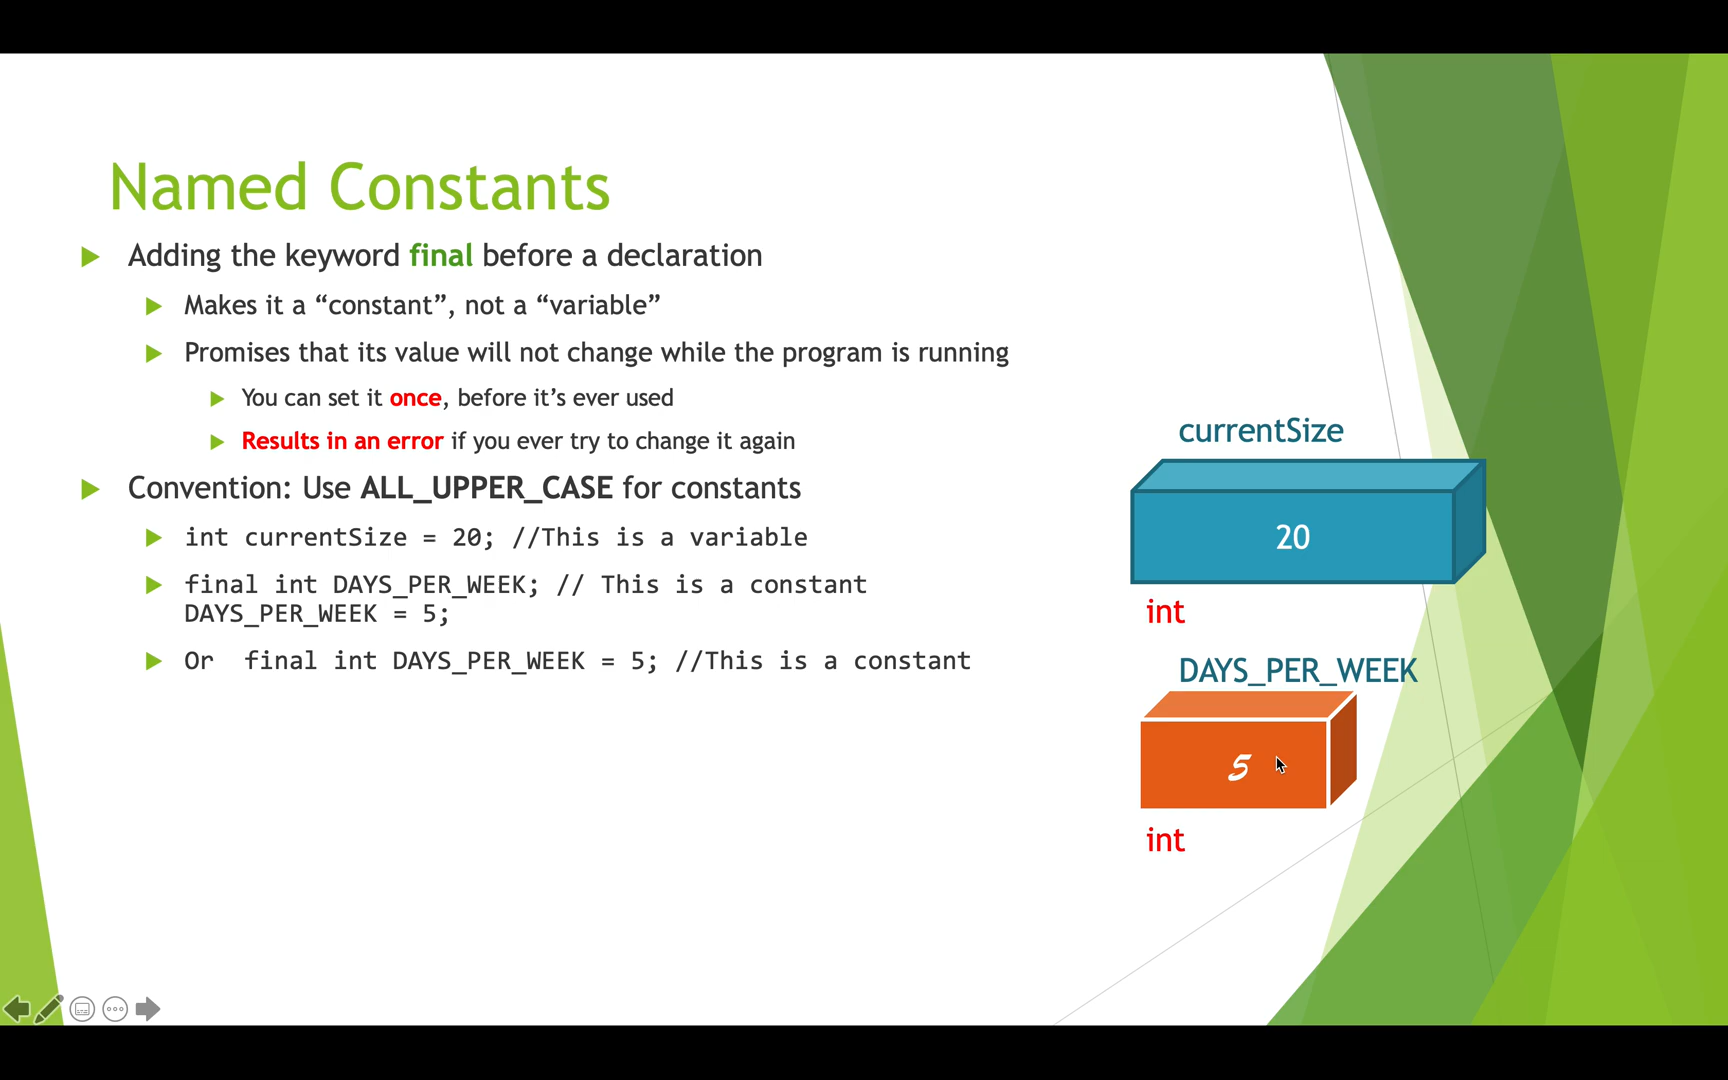 Named Constants
Adding the keyword final before a declaration
Makes it a “constant”, not a “variable”
Promises that its value will not change while the program is running
You can set it once, before it’s ever used
Results in an error if you ever try to change it again
Convention: Use ALL_UPPER_CASE for constants
int currentSize = 20; //This is a variable
final int DAYS_PER_WEEK; // This is a constant
DAYS_PER_WEEK = 5;
Or  final int DAYS_PER_WEEK = 5; //This is a constant
currentSize
20
int
DAYS_PER_WEEK
5
int